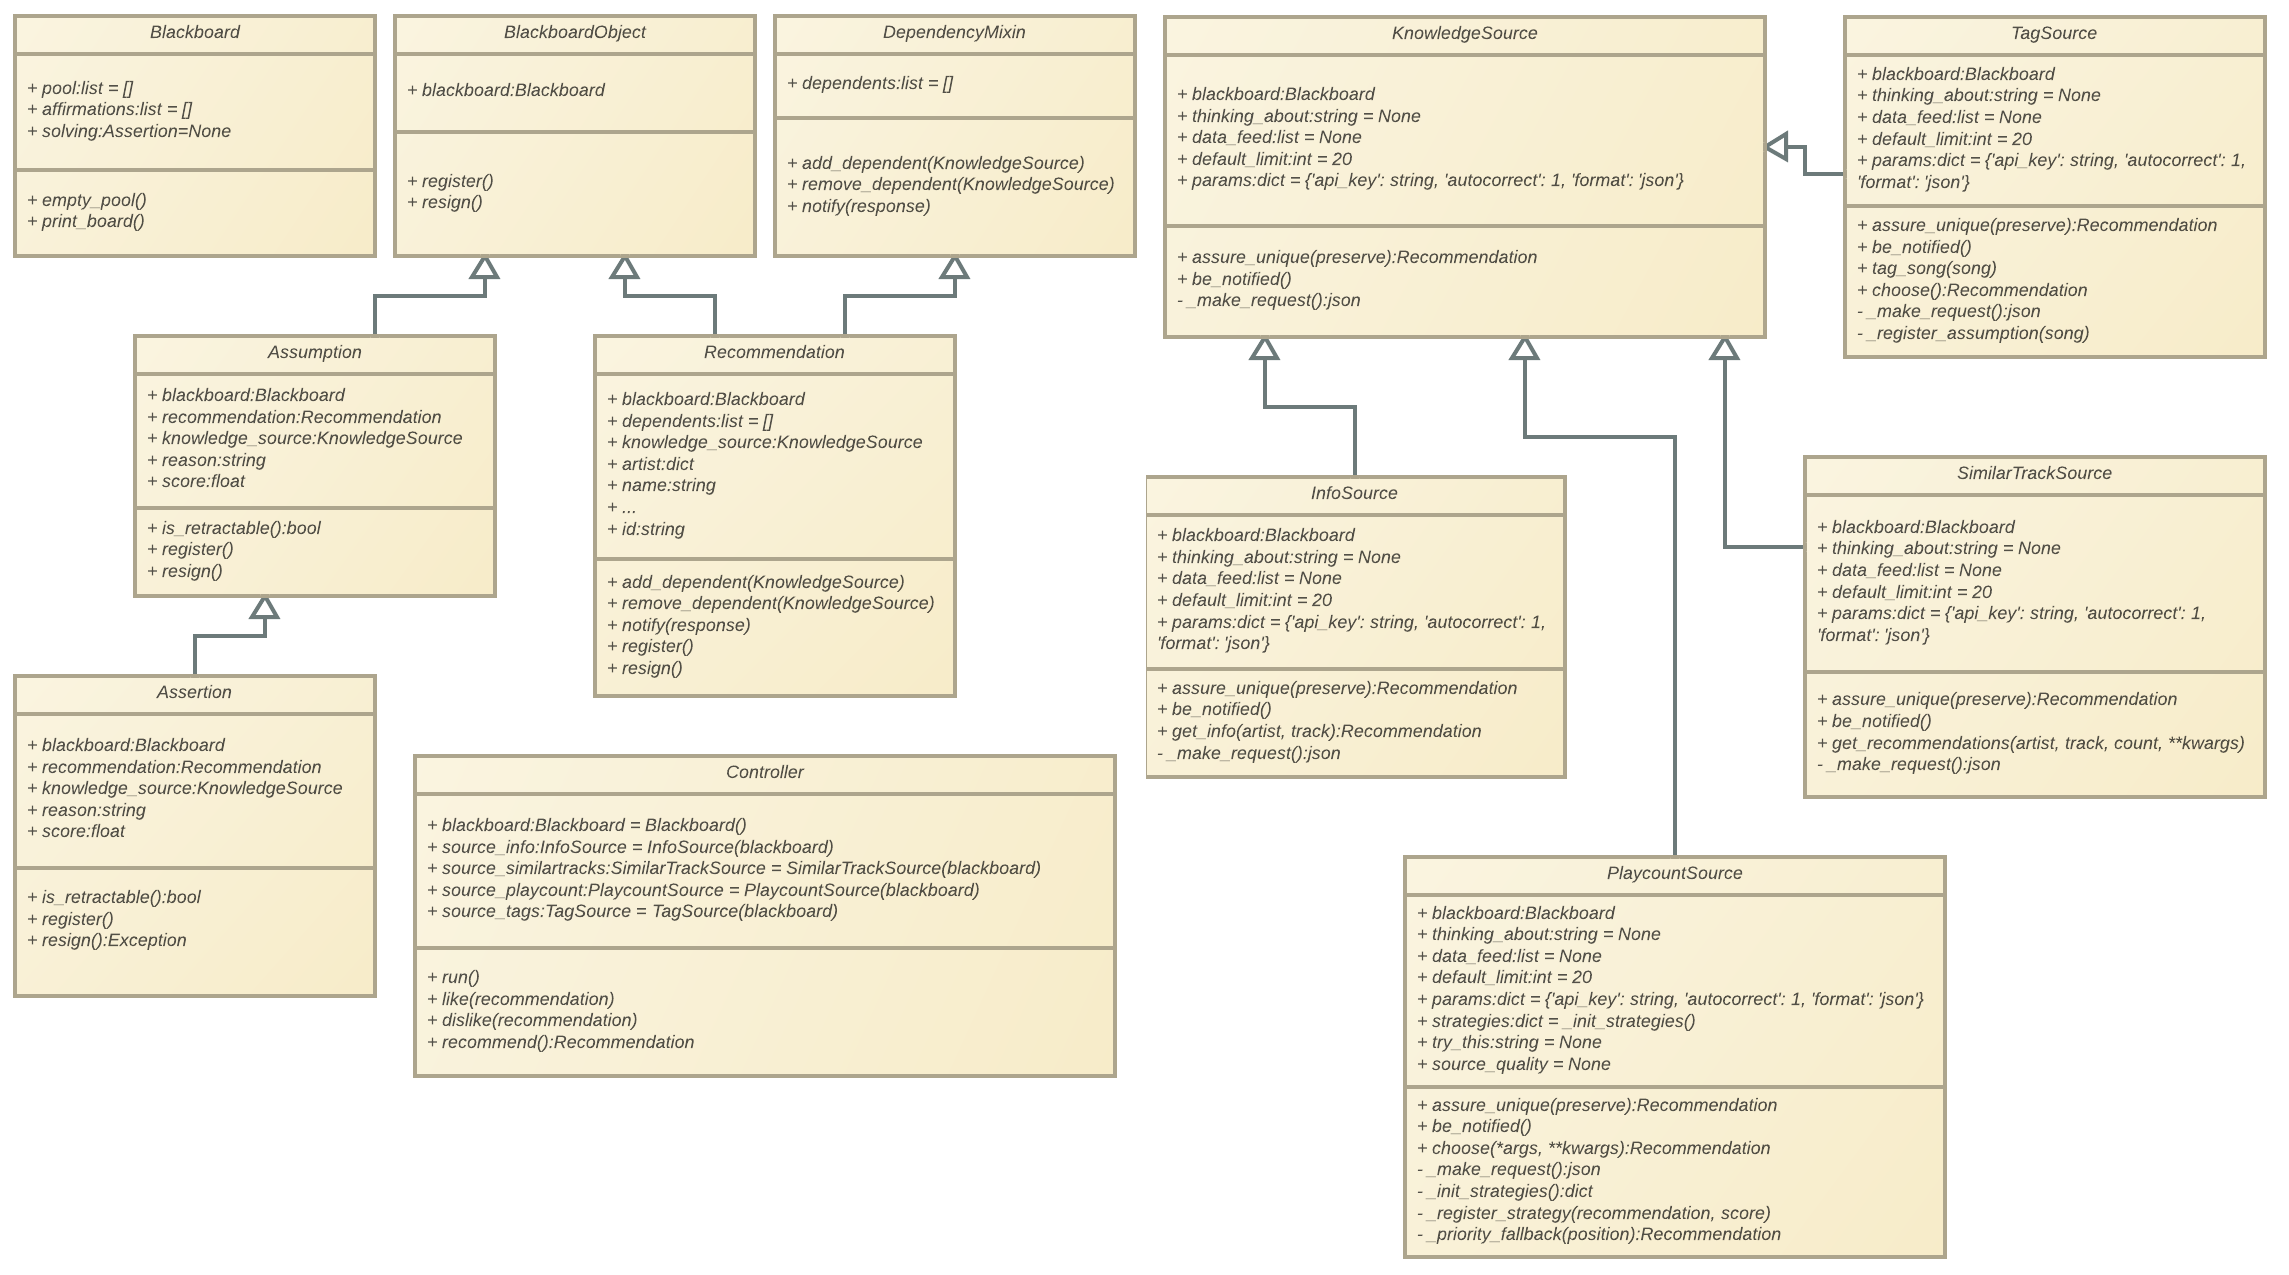 Blackboard
+ pool:list = []
+ affirmations:list = []
+ solving:Assertion=None
+ empty_pool()
+ print_board()
BlackboardObject
+ blackboard:Blackboard
+ register()
+ resign()
DependencyMixin
+ dependents:list = []
+ add_dependent(KnowledgeSource)
+ remove_dependent(KnowledgeSource)
+ notify(response)
KnowledgeSource
+ blackboard:Blackboard
+ thinking_about:string = None
+ data_feed:list = None
+ default_limit:int = 20
+ params:dict = {'api_key': string, 'autocorrect': 1, 'format': 'json'}
+ assure_unique(preserve):Recommendation
+ be_notified()
- _make_request():json
TagSource
+ blackboard:Blackboard
+ thinking_about:string = None
+ data_feed:list = None
+ default_limit:int = 20
+ params:dict = {'api_key': string, 'autocorrect': 1,
'format': 'json'}
+ assure_unique(preserve):Recommendation
+ be_notified()
+ tag_song(song)
+ choose():Recommendation
- _make_request():json
- _register_assumption(song)
Assumption
+ blackboard:Blackboard
+ recommendation:Recommendation
+ knowledge_source:KnowledgeSource
+ reason:string
+ score:float
+ is_retractable():bool
+ register()
+ resign()
Recommendation
+ blackboard:Blackboard
+ dependents:list = []
+ knowledge_source:KnowledgeSource
+ artist:dict
+ name:string
+ ...
+ id:string
+ add_dependent(KnowledgeSource)
+ remove_dependent(KnowledgeSource)
+ notify(response)
+ register()
+ resign()
InfoSource
+ blackboard:Blackboard
+ thinking_about:string = None
+ data_feed:list = None
+ default_limit:int = 20
+ params:dict = {'api_key': string, 'autocorrect': 1,
'format': 'json'}
+ assure_unique(preserve):Recommendation
+ be_notified()
+ get_info(artist, track):Recommendation
- _make_request():json
SimilarTrackSource
+ blackboard:Blackboard
+ thinking_about:string = None
+ data_feed:list = None
+ default_limit:int = 20
+ params:dict = {'api_key': string, 'autocorrect': 1,
'format': 'json'}
+ assure_unique(preserve):Recommendation
+ be_notified()
+ get_recommendations(artist, track, count, **kwargs)
- _make_request():json
Assertion
+ blackboard:Blackboard
+ recommendation:Recommendation
+ knowledge_source:KnowledgeSource
+ reason:string
+ score:float
+ is_retractable():bool
+ register()
+ resign():Exception
Controller
+ blackboard:Blackboard = Blackboard()
+ source_info:InfoSource = InfoSource(blackboard)
+ source_similartracks:SimilarTrackSource = SimilarTrackSource(blackboard)
+ source_playcount:PlaycountSource = PlaycountSource(blackboard)
+ source_tags:TagSource = TagSource(blackboard)
+ run()
+ like(recommendation)
+ dislike(recommendation)
+ recommend():Recommendation
PlaycountSource
+ blackboard:Blackboard
+ thinking_about:string = None
+ data_feed:list = None
+ default_limit:int = 20
+ params:dict = {'api_key': string, 'autocorrect': 1, 'format': 'json'}
+ strategies:dict = _init_strategies()
+ try_this:string = None
+ source_quality = None
+ assure_unique(preserve):Recommendation
+ be_notified()
+ choose(*args, **kwargs):Recommendation
- _make_request():json
- _init_strategies():dict
- _register_strategy(recommendation, score)
- _priority_fallback(position):Recommendation